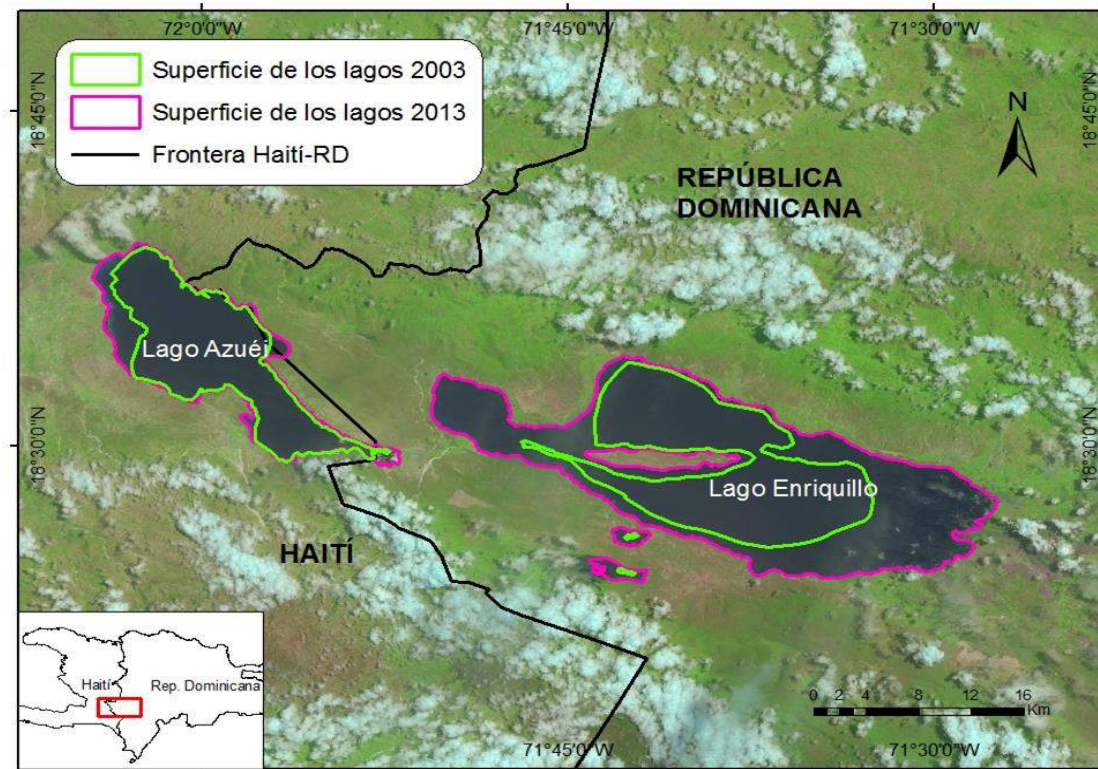 72°0'0"W
71°45'0"W
71°30'0"W
Superficie de los lagos 2003
Superficie de los lagos 2013
Frontera Haití-RD
18°45'0"N
18°45'0"N
N
REPÚBLICA
DOMINICANA
Lago Azuéi
18°30'0"N
18°30'0"N
Lago Enriquillo
HAITÍ
Haití
Rep. Dominicana
0 2 4 8 12 16
Km
71°45'0"W
71°30'0"W